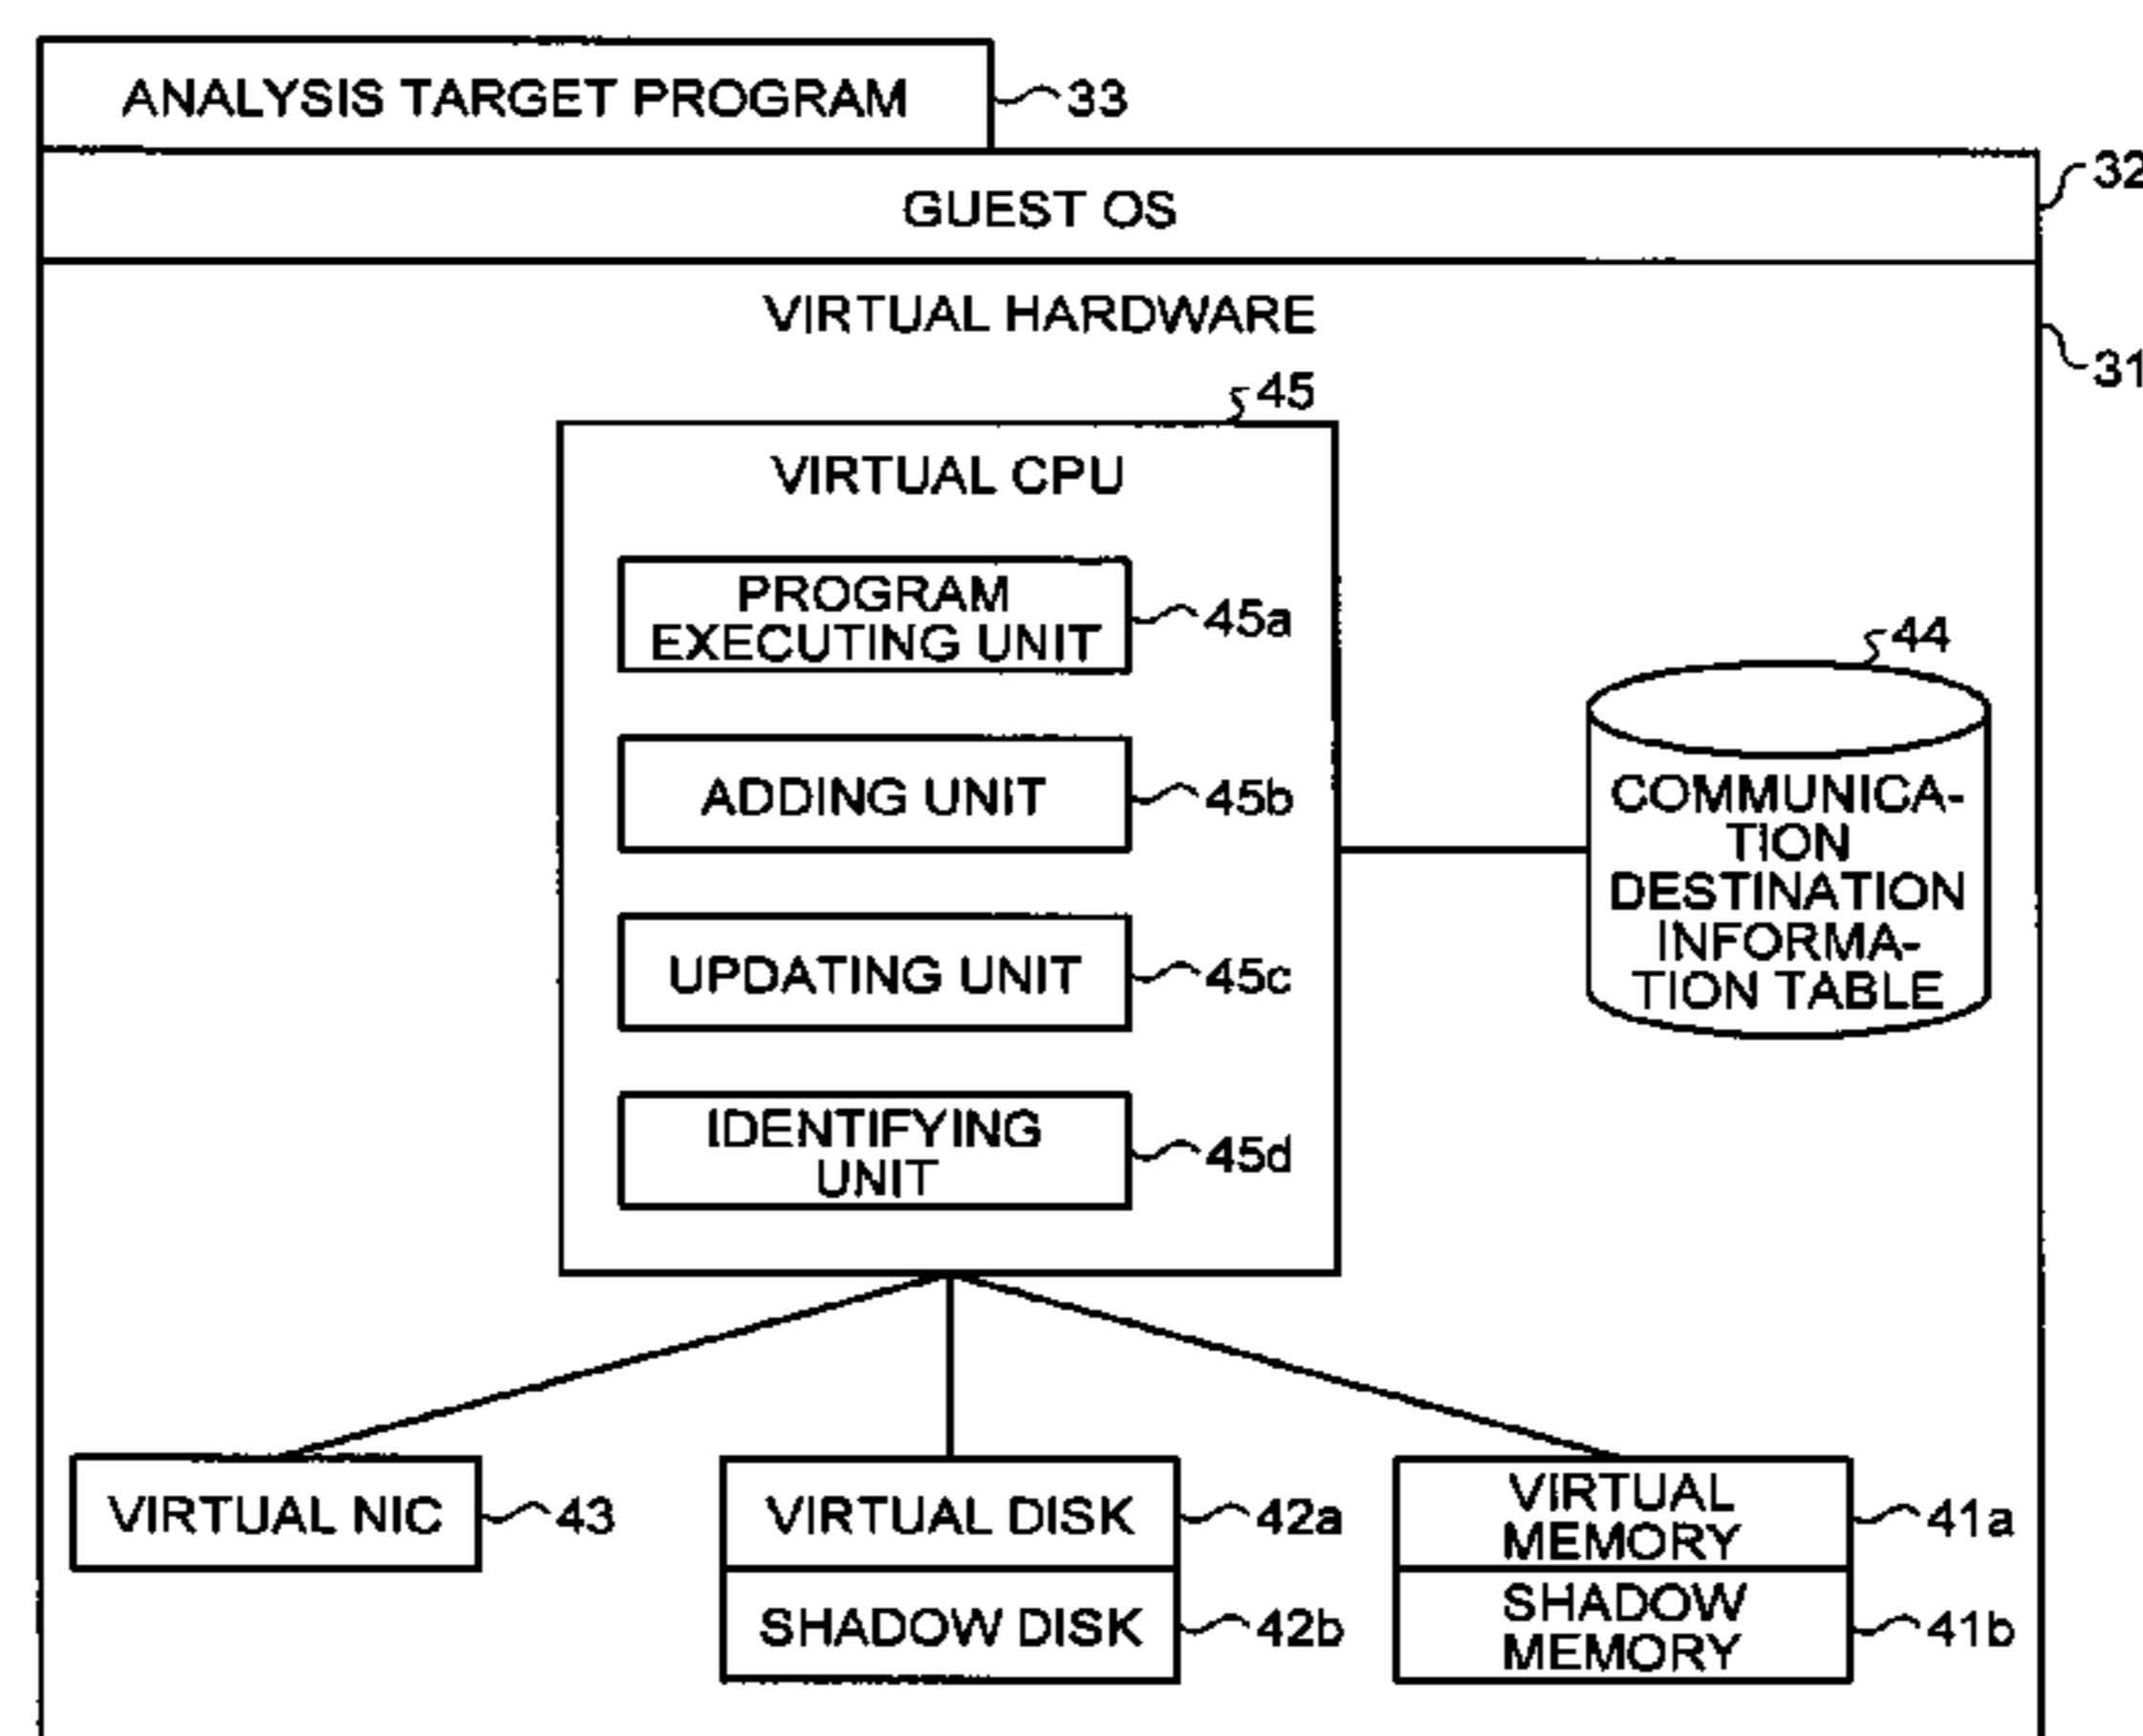 ANALYSIS TARGET PROGRAM
33
GUEST OS
32
VIRTUAL HARDWARE
31
45
VIRTUAL CPU
PROGRAM
EXECUTING UNIT
45a
ADDING UNIT
45b
UPDATING UNIT
45c
IDENTIFYING
UNIT
45d
44
COMMUNICA-
TION
DESTINATION
INFORMA-
TION TABLE
VIRTUAL NIC
43
VIRTUAL DISK
42a
SHADOW DISK
42b
VIRTUAL
MEMORY
41a
SHADOW
MEMORY
41b